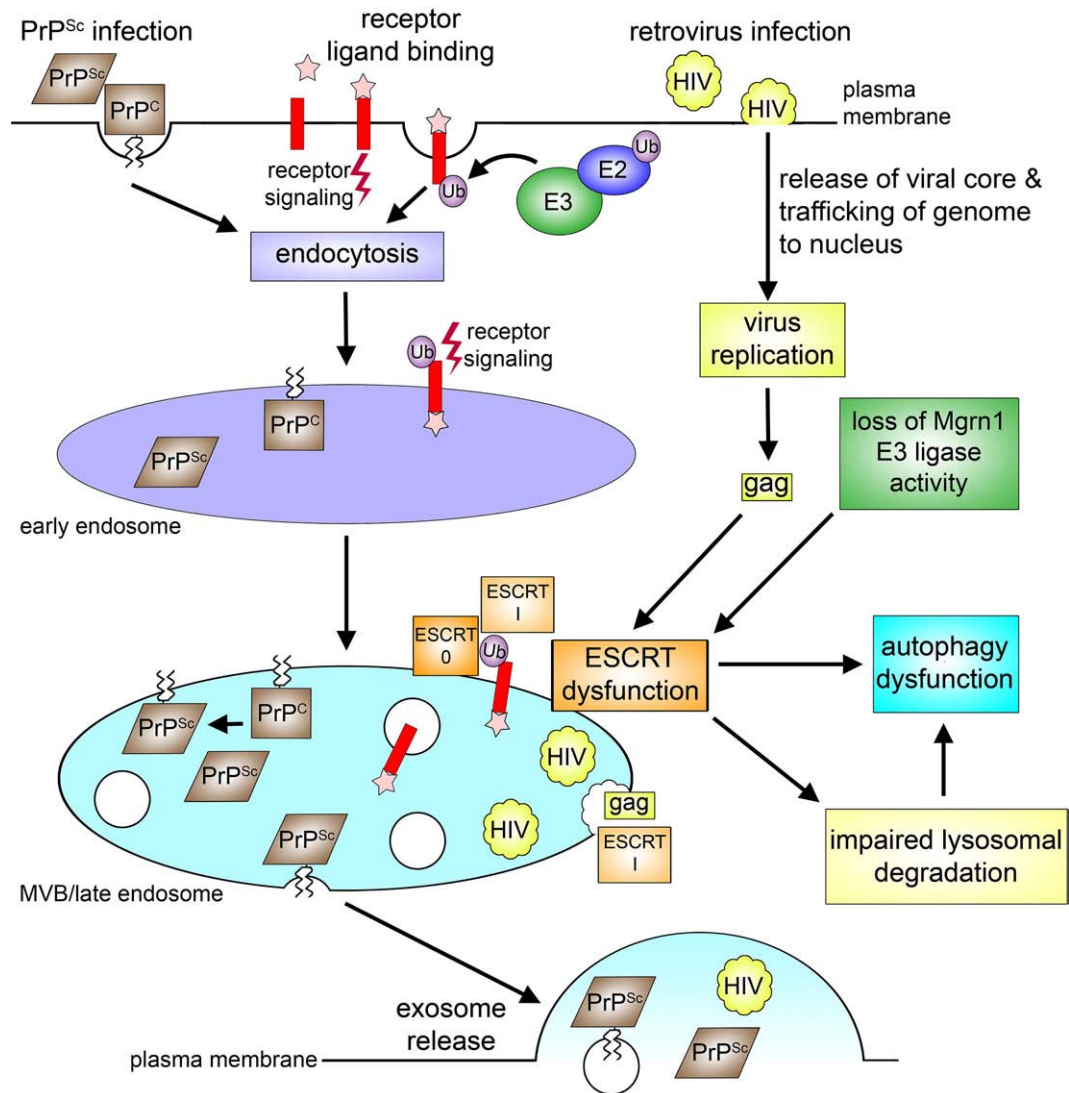 PrPSc infection
receptor
ligand binding
retrovirus infection
PrPSc
PrPC
HIV
HIV
plasma
membrane
receptor
signaling
Ub
E3
E2
Ub
release of viral core &
trafficking of genome
to nucleus
endocytosis
virus
replication
Ub
receptor
signaling
PrPC
PrPSc
early endosome
gag
loss of Mgrn1
E3 ligase
activity
ESCRT
0
ESCRT
I
Ub
ESCRT
dysfunction
autophagy
dysfunction
PrPSc
PrPC
PrPSc
HIV
HIV
gag
ESCRT
I
PrPSc
MVB/late endosome
impaired lysosomal
degradation
exosome
release
PrPSc
HIV
PrPSc
plasma membrane